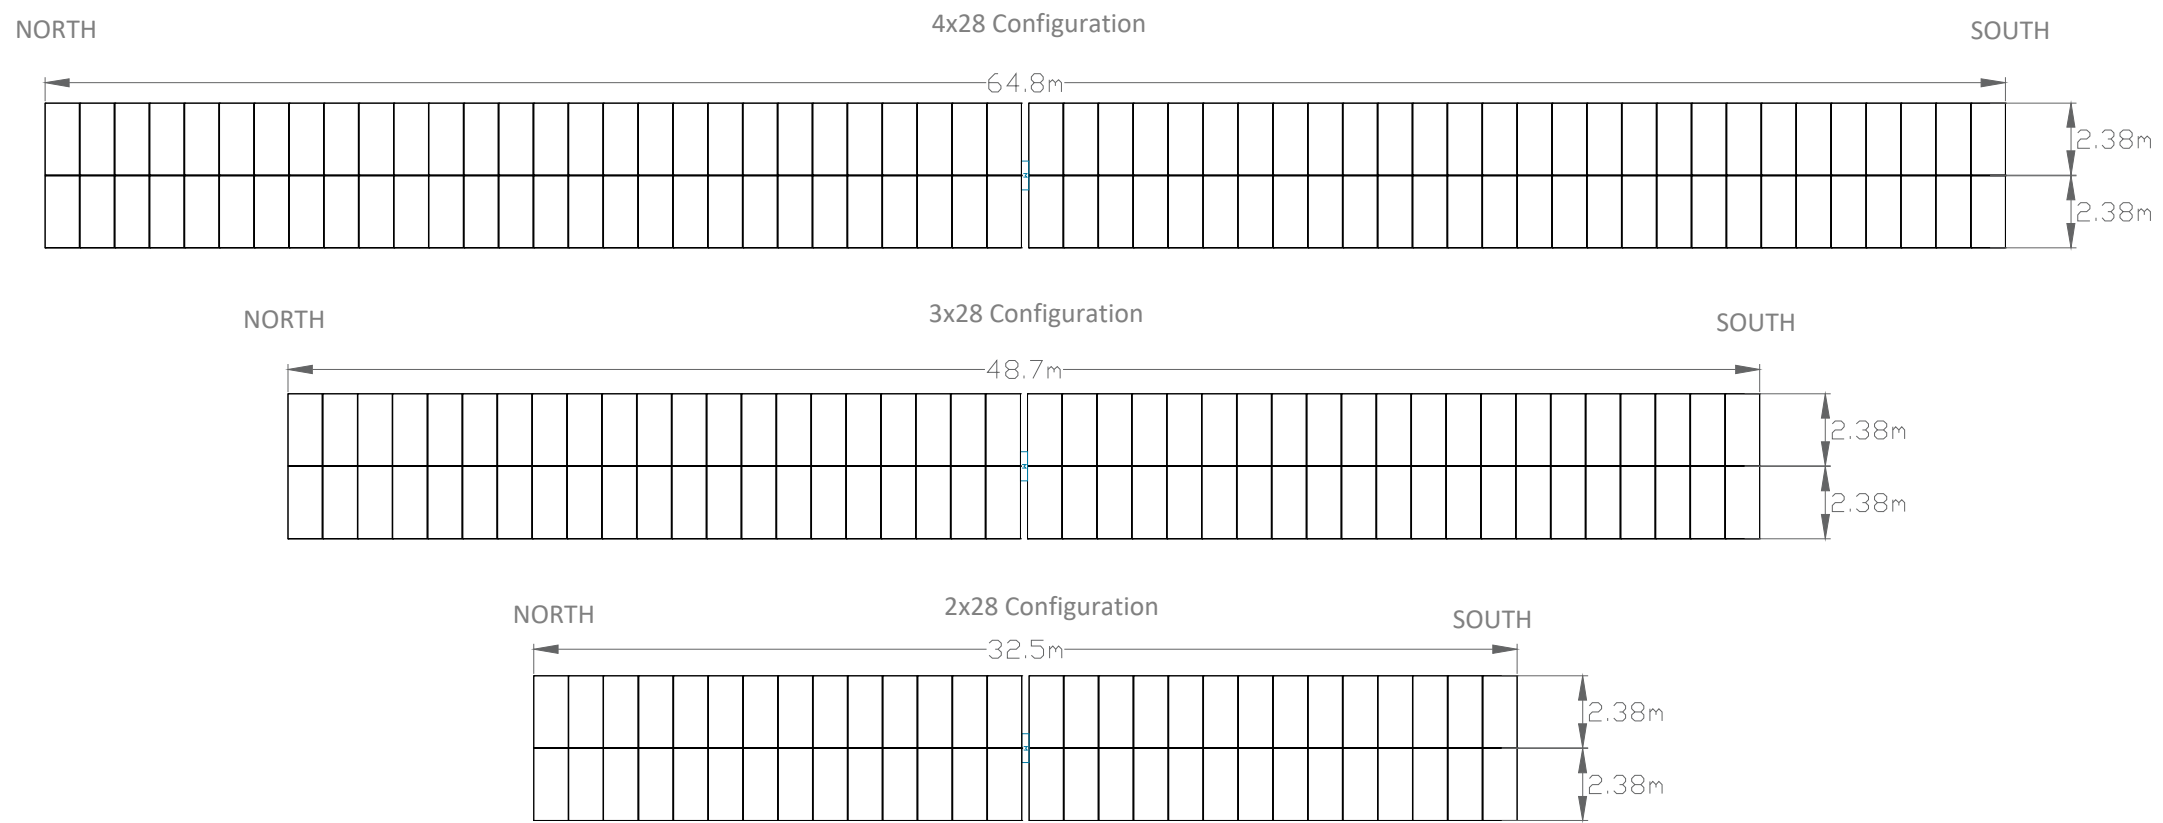 4x28 Configuration
NORTH
SOUTH
64.8m
2.38m
2.38m
3x28 Configuration
NORTH
SOUTH
48.7m
2.38m
2.38m
2x28 Configuration
NORTH
SOUTH
32.5m
2.38m
2.38m